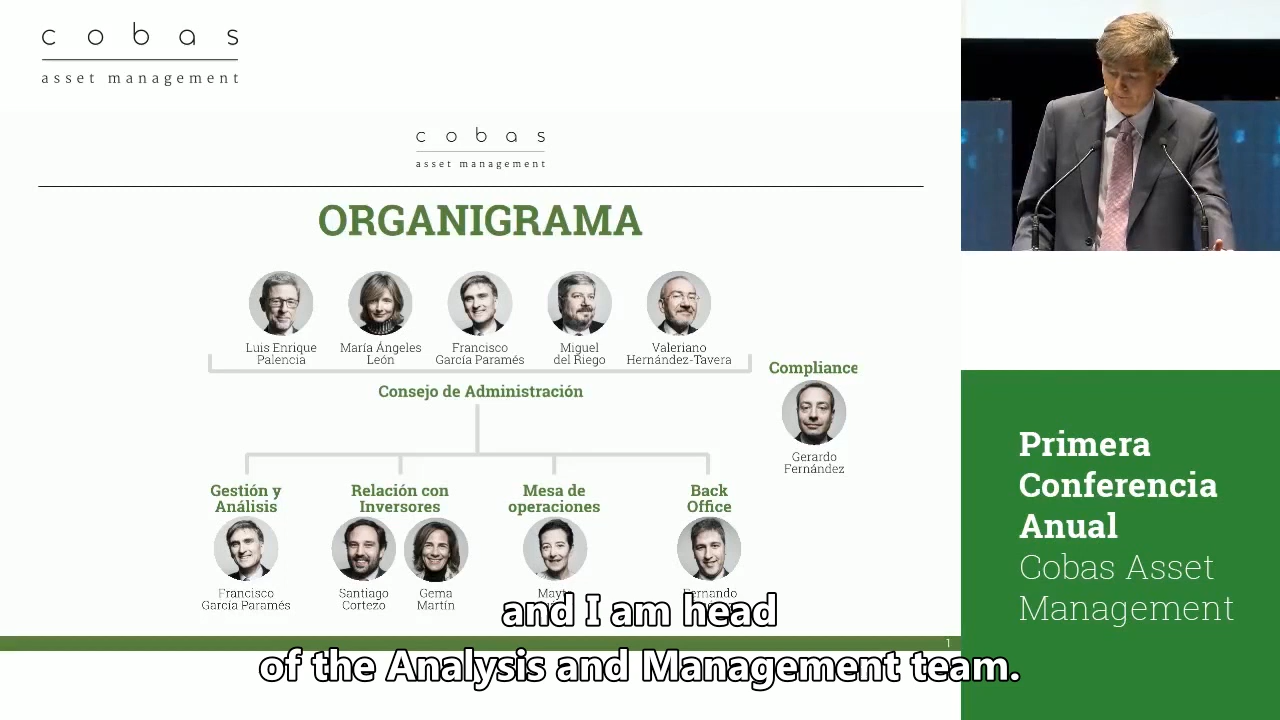 cobas
asset management
cobas
asset management
ORGANIGRAMA
Luis Enrique
Palencia
María Ángeles
León
Francisco
García Paramés
Miguel
del Riego
Valeriano
Hernández-Tavera
Consejo de Administración
Compliance
Gerardo
Fernández
Gestión y
Análisis
Francisco
García Paramés
Relación con
Inversores
Santiago
Cortezo
Gema
Martín
Mesa de
operaciones
Back
Office
1
and I am head
of the Analysis and Management team.
Primera
Conferencia
Anual
Cobas Asset
Management